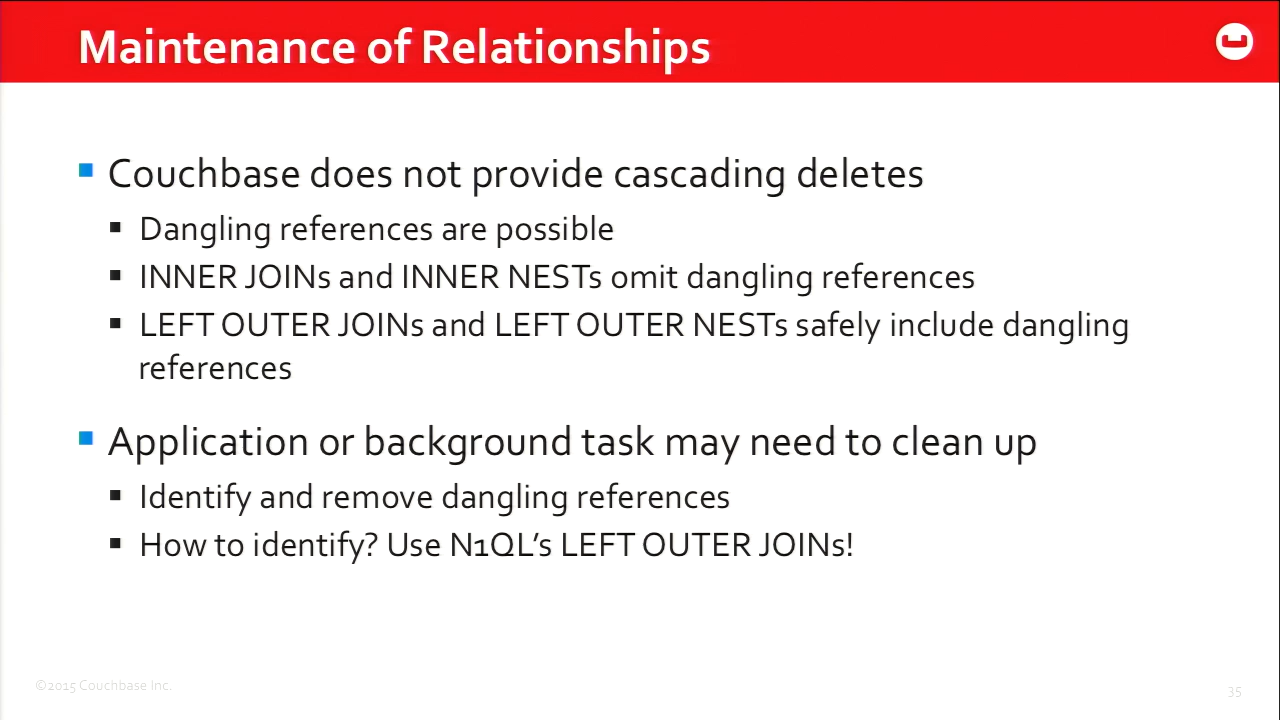 Maintenance of Relationships
Couchbase does not provide cascading deletes
Dangling references are possible
INNER JOINs and INNER NESTs omit dangling references
LEFT OUTER JOINs and LEFT OUTER NESTs safely include dangling
references
Application or background task may need to clean up
Identify and remove dangling references
How to identify? Use N1QL’s LEFT OUTER JOINs!
©2015 Couchbase Inc.
35